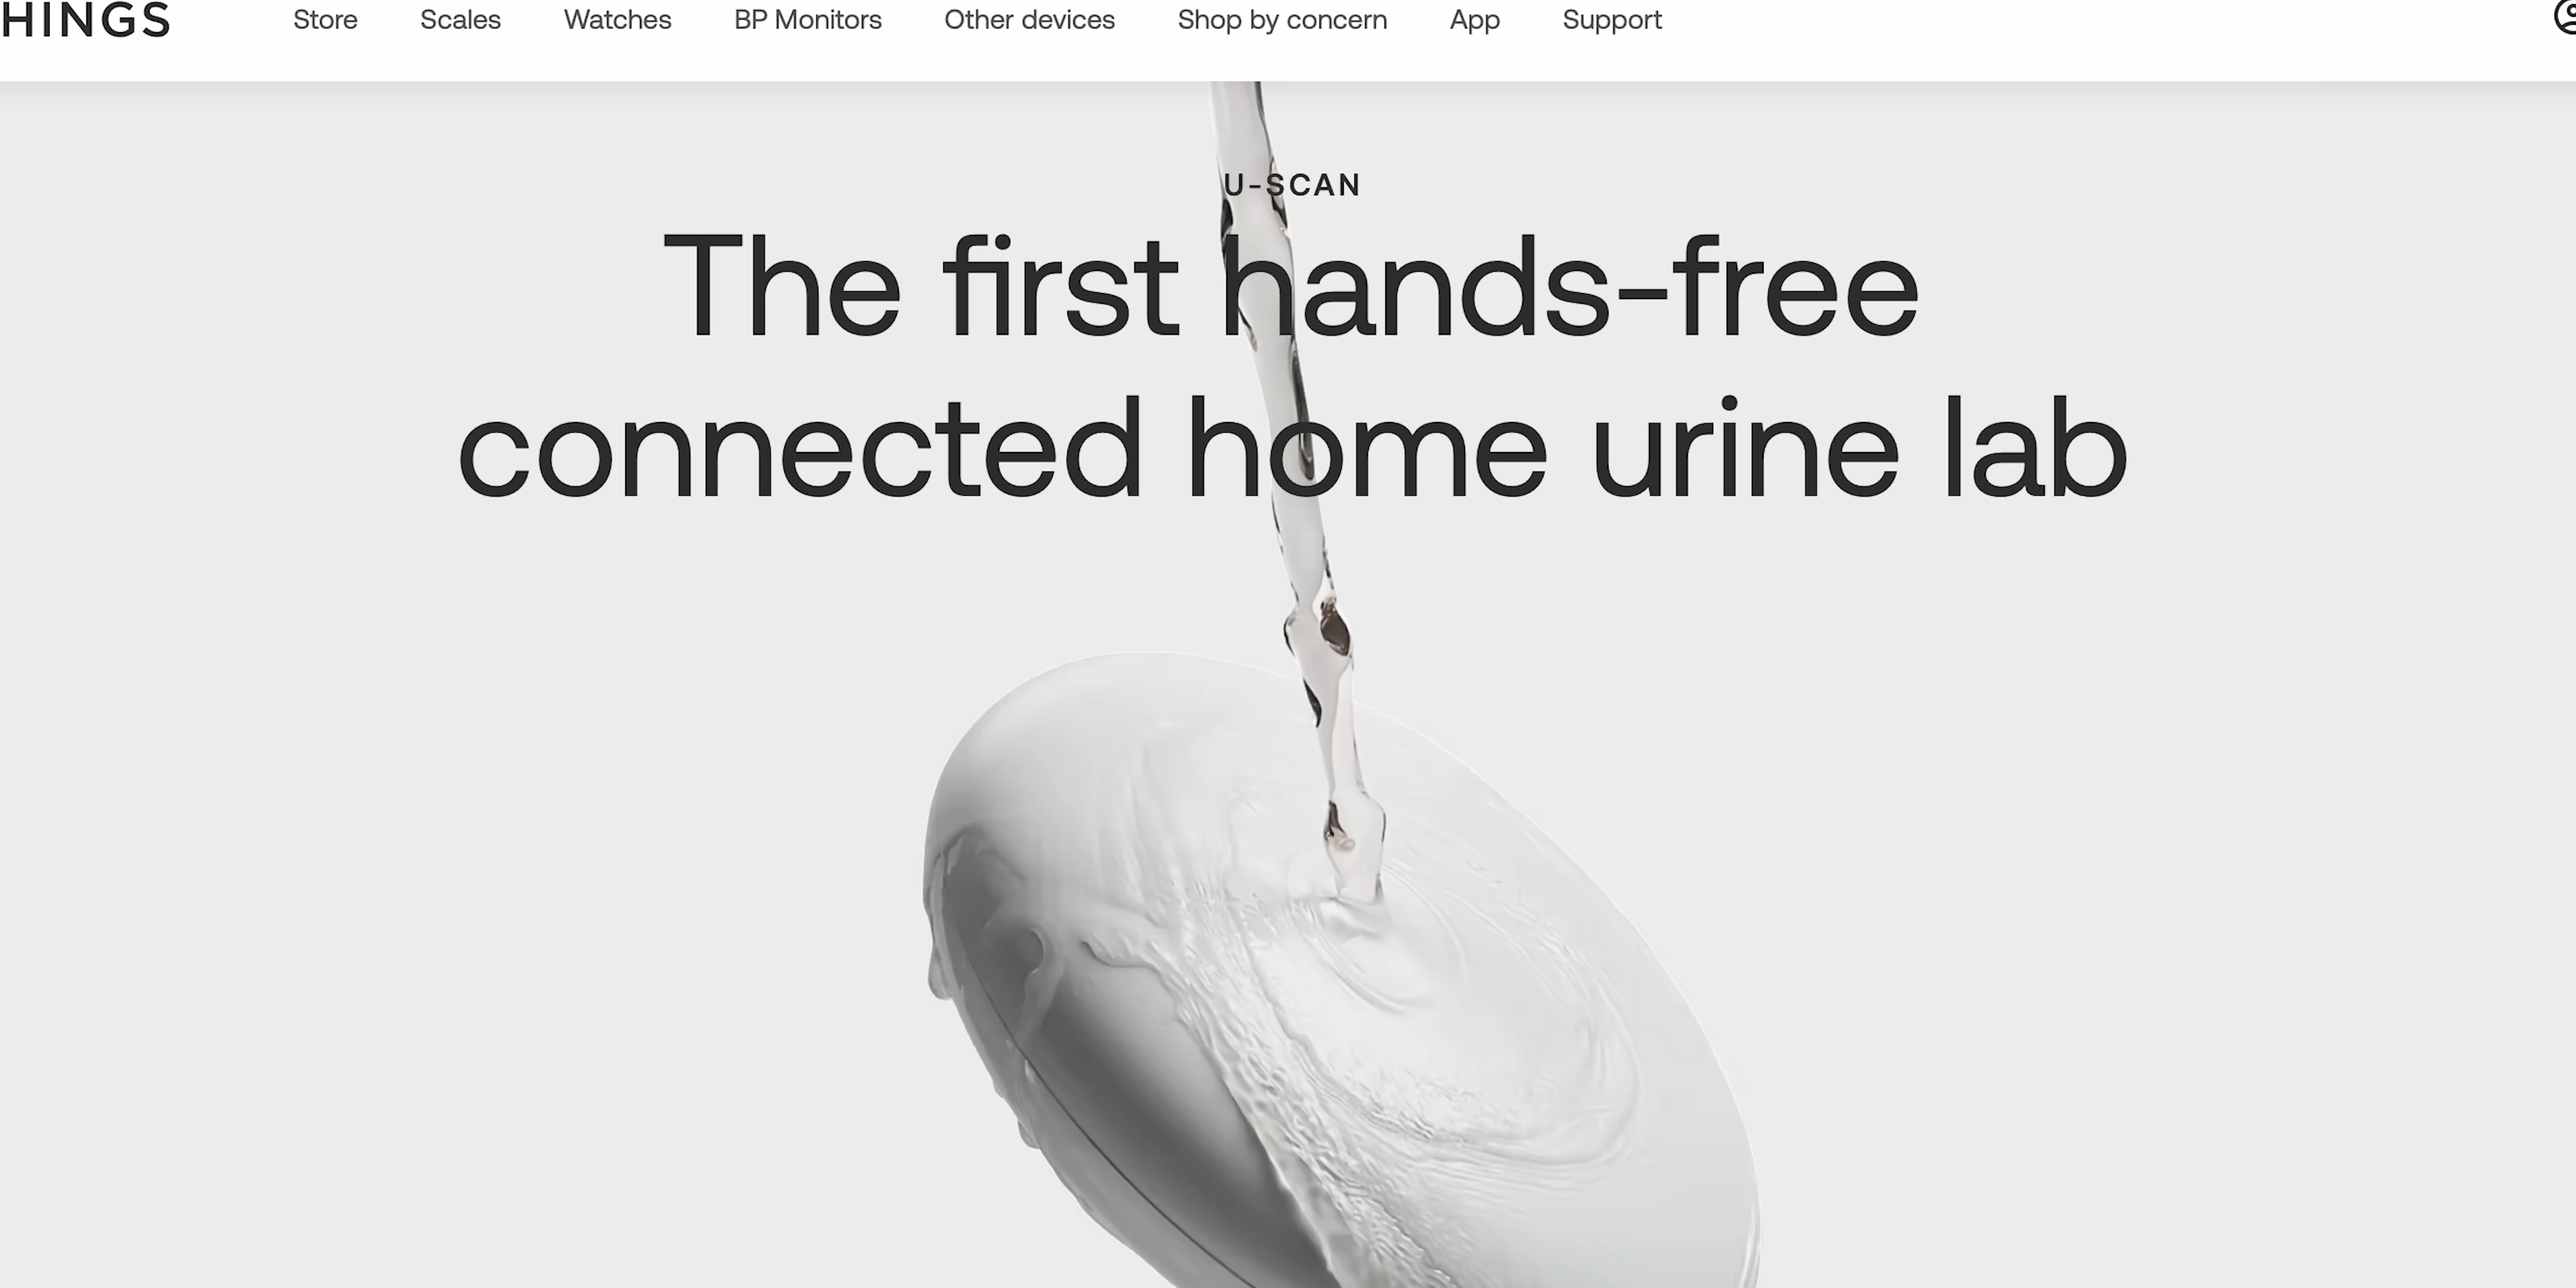 HINGS Store Scales Watches BP Monitors Other devices Shop by concern App Support
U-SCAN
The first hands-free
connected home urine lab